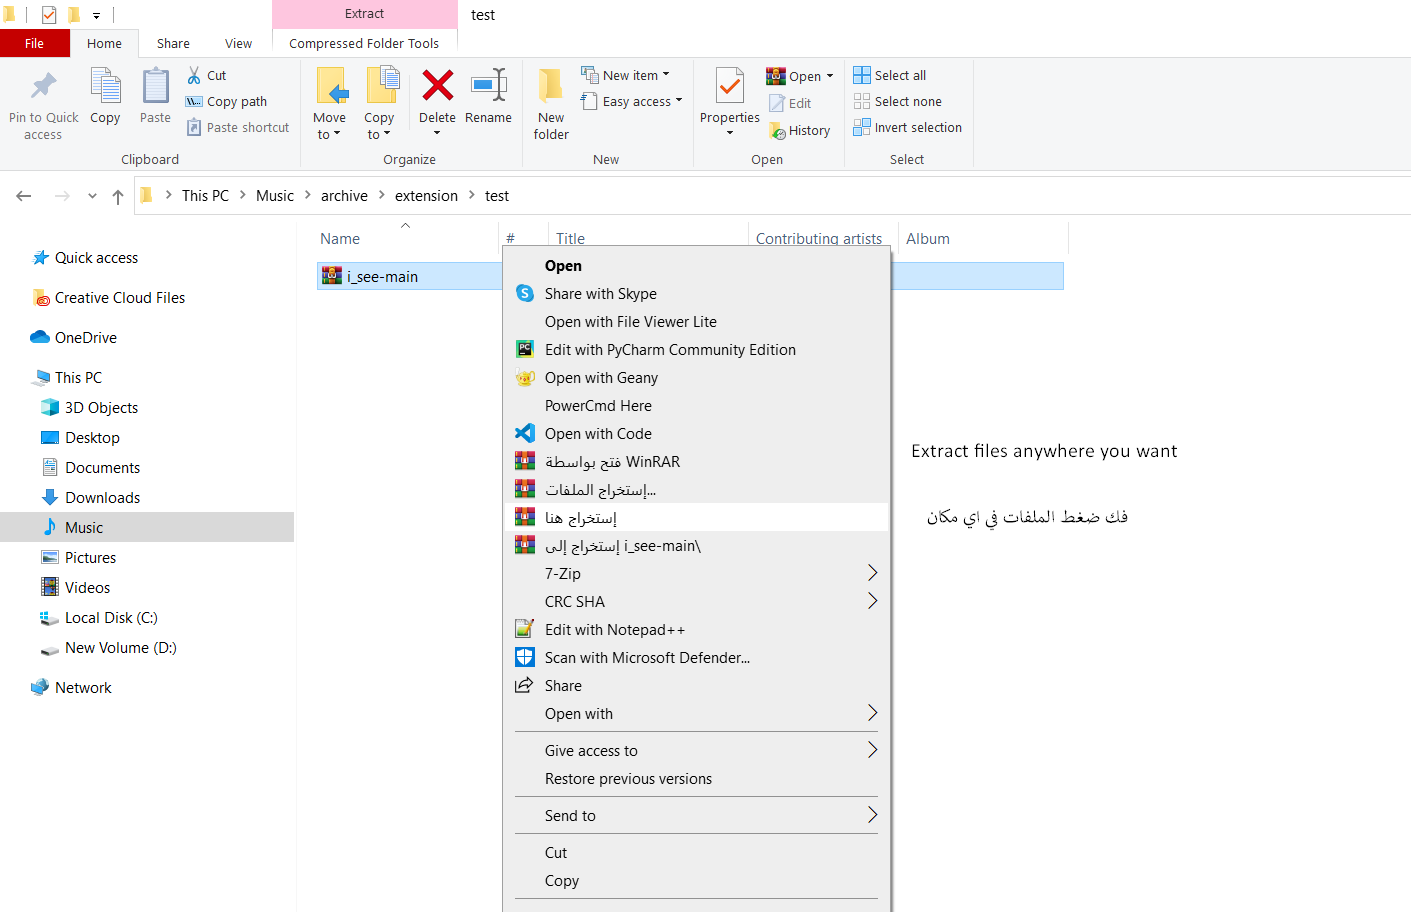 Extract
test
File
Home
Share
View
Compressed Folder Tools
Pin to Quick access
Copy
Paste
Cut
Copy path
Paste shortcut
Clipboard
Move to
Copy to
Delete
Rename
Organize
New folder
New item
Easy access
New
Properties
Open
Edit
History
Open
Select all
Select none
Invert selection
Select
This PC > Music > archive > extension > test
Name
#
Title
Contributing artists
Album
Quick access
Creative Cloud Files
OneDrive
This PC
3D Objects
Desktop
Documents
Downloads
Music
Pictures
Videos
Local Disk (C:)
New Volume (D:)
Network
i_see-main
Open
Share with Skype
Open with File Viewer Lite
Edit with PyCharm Community Edition
Open with Geany
PowerCmd Here
Open with Code
فتح بواسطة WinRAR
إستخراج الملفات...
إستخراج هنا
إستخراج إلى i_see-main\
7-Zip
CRC SHA
Edit with Notepad++
Scan with Microsoft Defender...
Share
Open with
Give access to
Restore previous versions
Send to
Cut
Copy
Extract files anywhere you want
فك ضغط الملفات في اي مكان